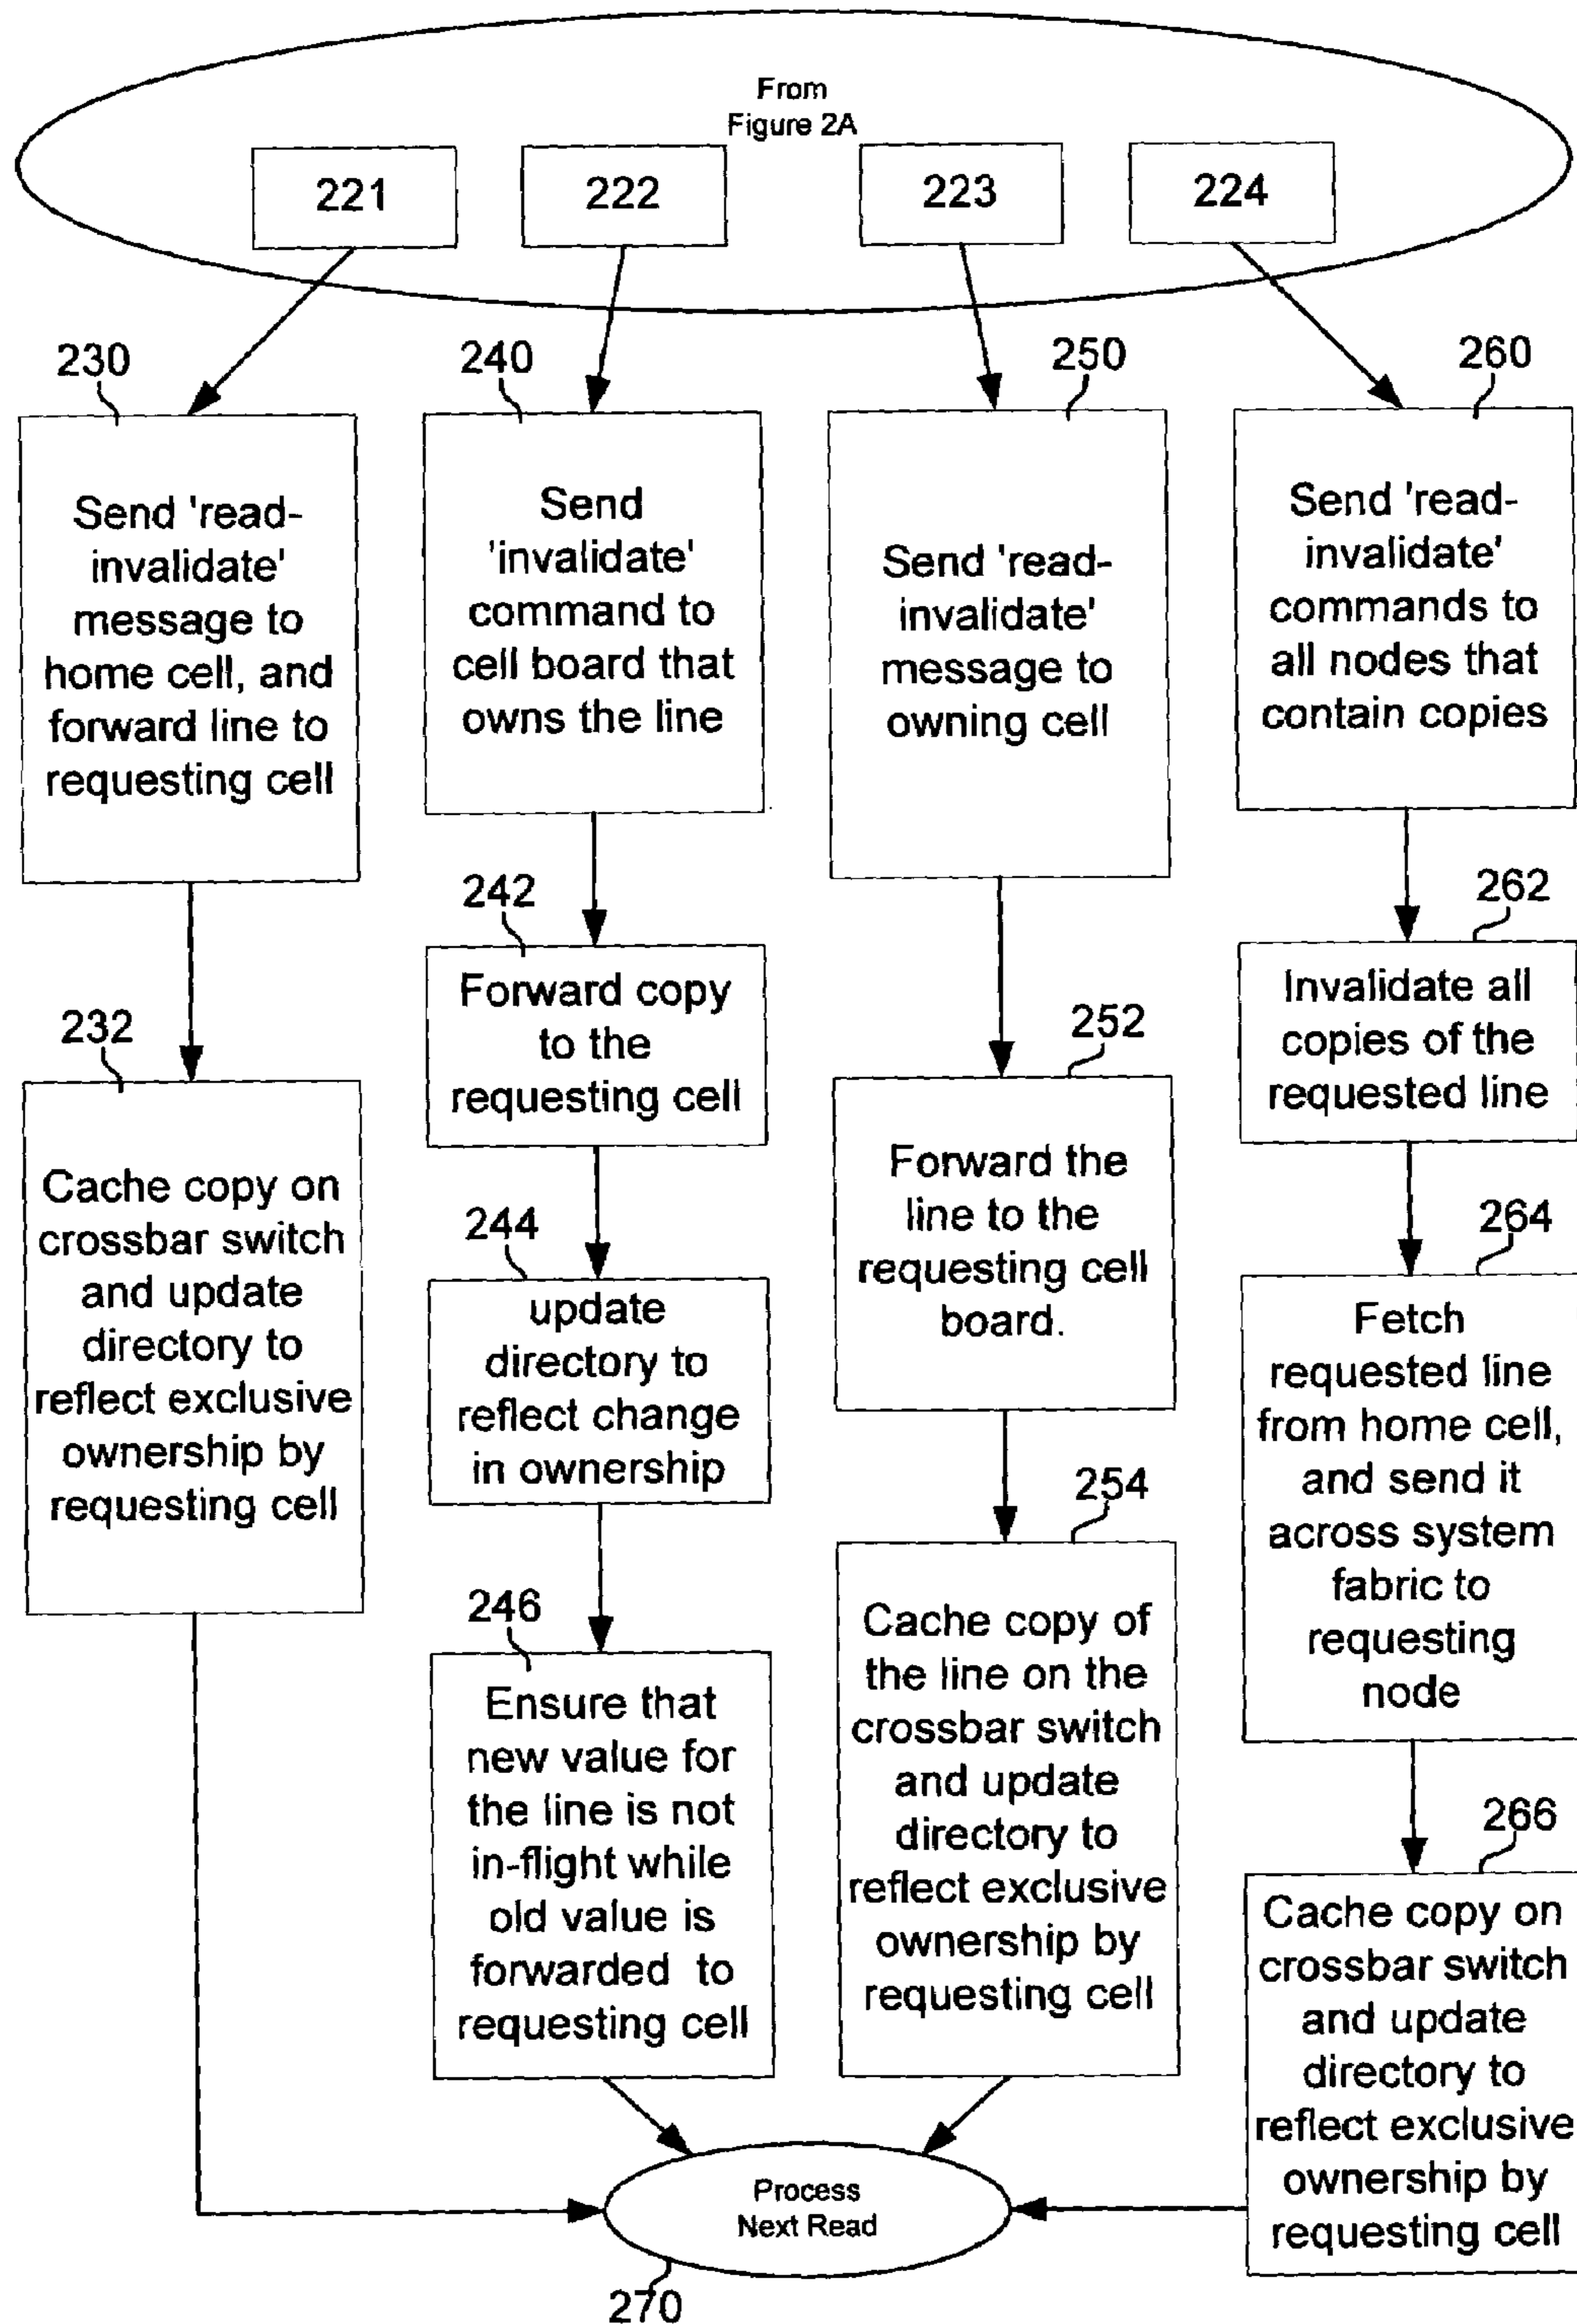 From
Figure 2A
221
222
223
224
230
Send 'read-
invalidate'
message to
home cell, and
forward line to
requesting cell
232
Cache copy on
crossbar switch
and update
directory to
reflect exclusive
ownership by
requesting cell
240
Send
'invalidate'
command to
cell board that
owns the line
242
Forward copy
to the
requesting cell
244
update
directory to
reflect change
in ownership
246
Ensure that
new value for
the line is not
in-flight while
old value is
forwarded to
requesting cell
250
Send 'read-
invalidate'
message to
owning cell
252
Forward the
line to the
requesting cell
board.
254
Cache copy of
the line on the
crossbar switch
and update
directory to
reflect exclusive
ownership by
requesting cell
260
Send 'read-
invalidate'
commands to
all nodes that
contain copies
262
Invalidate all
copies of the
requested line
264
Fetch
requested line
from home cell,
and send it
across system
fabric to
requesting
node
266
Cache copy on
crossbar switch
and update
directory to
reflect exclusive
ownership by
requesting cell
Process
Next Read
270